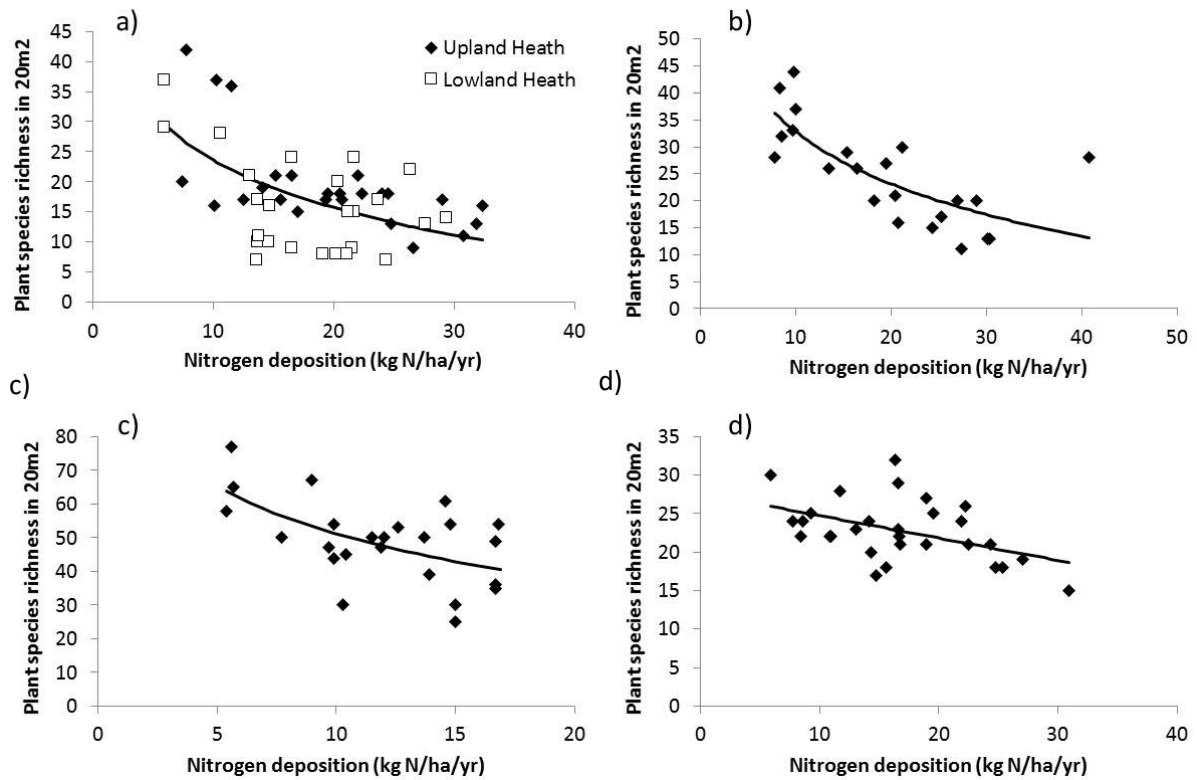 a)
Plant species richness in 20m2
45
40
35
30
25
20
15
10
5
0
0 10 20 30 40
Nitrogen deposition (kg N/ha/yr)
Upland Heath
Lowland Heath
b)
Plant species richness in 20m2
50
45
40
35
30
25
20
15
10
5
0
0 10 20 30 40 50
Nitrogen deposition (kg N/ha/yr)
c)
c)
Plant species richness in 20m2
80
70
60
50
40
30
20
10
0
0 5 10 15 20
Nitrogen deposition (kg N/ha/yr)
d)
d)
Plant species richness in 20m2
35
30
25
20
15
10
5
0
0 10 20 30 40
Nitrogen deposition (kg N/ha/yr)